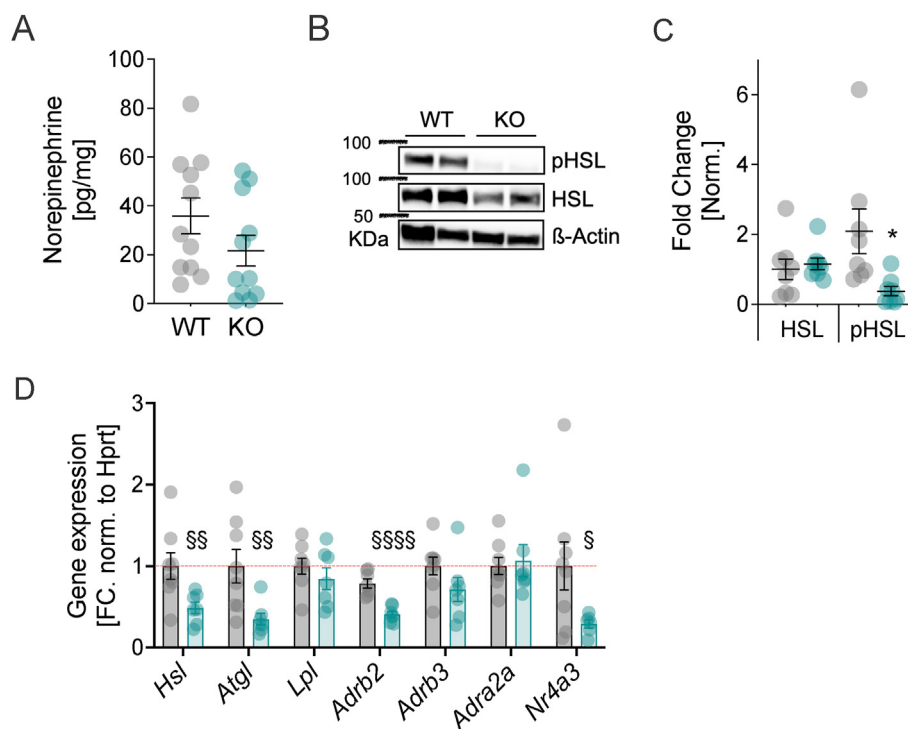 A
Norepinephrine
[pg/mg]
100
80
60
40
20
0
WT KO
B
WT KO
100
pHSL
100
HSL
50
KDa
ß-Actin
C
Fold Change
[Norm.]
6
4
2
0
*
HSL pHSL
D
Gene expression
[FC. norm. to Hprt]
3
2
1
0
§§ §§ §§§§ §
Hsl Atgl Lpl Adrb2 Adrb3 Adra2a Nr4a3